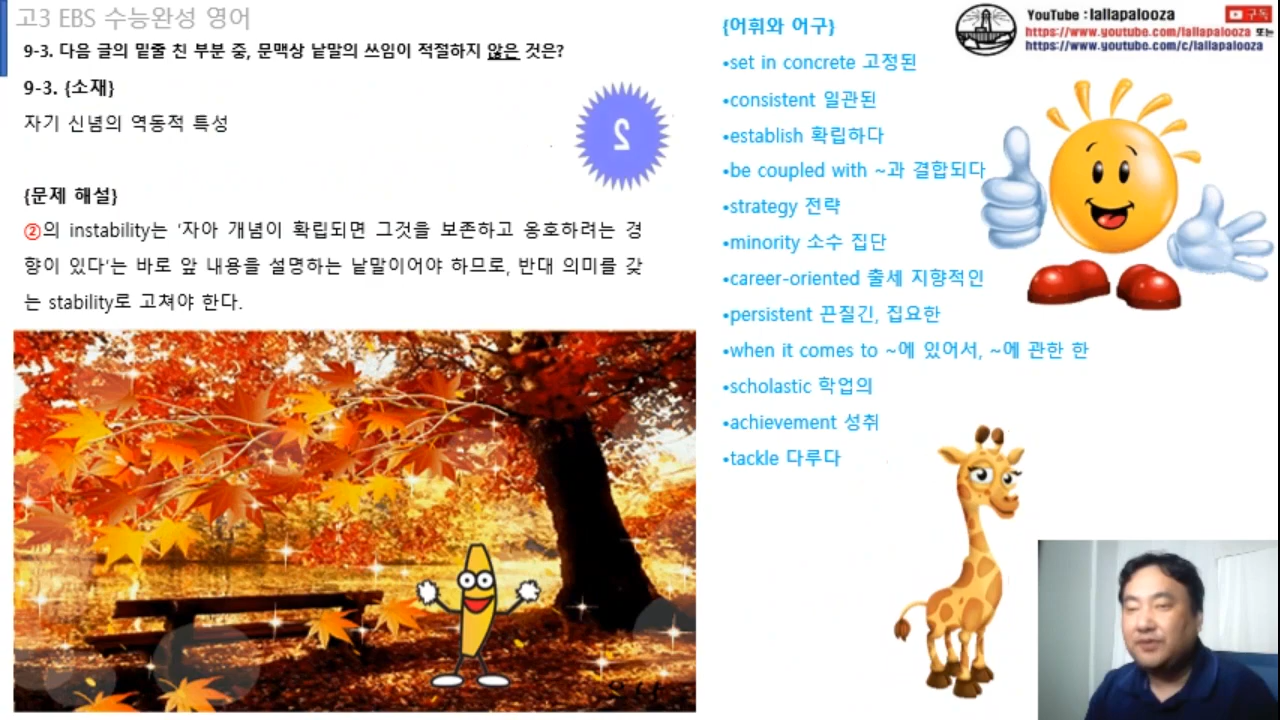 고3 EBS 수능완성 영어
9-3. 다음 글의 밑줄 친 부분 중, 문맥상 낱말의 쓰임이 적절하지 않은 것은?
9-3. {소재}
자기 신념의 역동적 특성
2
{문제 해설}
②의 instability는 ‘자아 개념이 확립되면 그것을 보존하고 옹호하려는 경
향이 있다’는 바로 앞 내용을 설명하는 낱말이어야 하므로, 반대 의미를 갖
는 stability로 고쳐야 한다.
{어휘와 어구}
•set in concrete 고정된
•consistent 일관된
•establish 확립하다
•be coupled with ~과 결합되다
•strategy 전략
•minority 소수 집단
•career-oriented 출세 지향적인
•persistent 끈질긴, 집요한
•when it comes to ~에 있어서, ~에 관한 한
•scholastic 학업의
•achievement 성취
•tackle 다루다
YouTube : lallapalooza
구독
https://www.youtube.com/lallapalooza 또는
https://www.youtube.com/c/lallapalooza